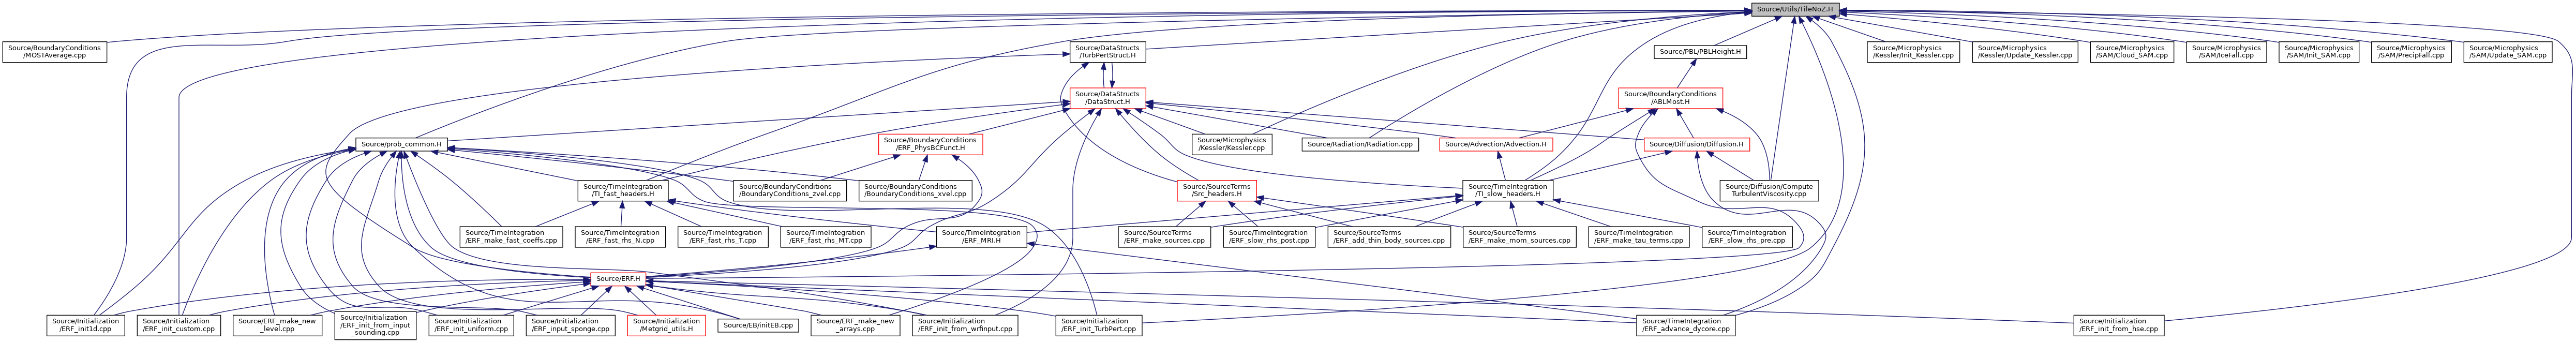 Source/Utils/TileNoZ.H
Source/BoundaryConditions
/MOSTAverage.cpp
Source/DataStructs
/TurbPertStruct.H
Source/PBL/PBLHeight.H
Source/Microphysics
/Kessler/Init_Kessler.cpp
Source/Microphysics
/Kessler/Update_Kessler.cpp
Source/Microphysics
/SAM/Cloud_SAM.cpp
Source/Microphysics
/SAM/IceFall.cpp
Source/Microphysics
/SAM/Init_SAM.cpp
Source/Microphysics
/SAM/PrecipFall.cpp
Source/Microphysics
/SAM/Update_SAM.cpp
Source/DataStructs
/DataStruct.H
Source/BoundaryConditions
/ABLMost.H
Source/prob_common.H
Source/BoundaryConditions
/ERF_PhysBCFunct.H
Source/Microphysics
/Kessler/Kessler.cpp
Source/Radiation/Radiation.cpp
Source/Advection/Advection.H
Source/Diffusion/Diffusion.H
Source/TimeIntegration
/TI_fast_headers.H
Source/BoundaryConditions
/BoundaryConditions_zvel.cpp
Source/BoundaryConditions
/BoundaryConditions_xvel.cpp
Source/SourceTerms
/Src_headers.H
Source/TimeIntegration
/TI_slow_headers.H
Source/Diffusion/Compute
TurbulentViscosity.cpp
Source/TimeIntegration
/ERF_make_fast_coeffs.cpp
Source/TimeIntegration
/ERF_fast_rhs_N.cpp
Source/TimeIntegration
/ERF_fast_rhs_T.cpp
Source/TimeIntegration
/ERF_fast_rhs_MT.cpp
Source/TimeIntegration
/ERF_MRI.H
Source/SourceTerms
/ERF_make_sources.cpp
Source/TimeIntegration
/ERF_slow_rhs_post.cpp
Source/SourceTerms
/ERF_add_thin_body_sources.cpp
Source/SourceTerms
/ERF_make_mom_sources.cpp
Source/TimeIntegration
/ERF_make_tau_terms.cpp
Source/TimeIntegration
/ERF_slow_rhs_pre.cpp
Source/ERF.H
Source/Initialization
/ERF_init1d.cpp
Source/Initialization
/ERF_init_custom.cpp
Source/ERF_make_new
_level.cpp
Source/Initialization
/ERF_init_from_input
_sounding.cpp
Source/Initialization
/ERF_init_uniform.cpp
Source/Initialization
/ERF_input_sponge.cpp
Source/Initialization
/Metgrid_utils.H
Source/EB/initEB.cpp
Source/ERF_make_new
_arrays.cpp
Source/Initialization
/ERF_init_from_wrfinput.cpp
Source/Initialization
/ERF_init_TurbPert.cpp
Source/TimeIntegration
/ERF_advance_dycore.cpp
Source/Initialization
/ERF_init_from_hse.cpp